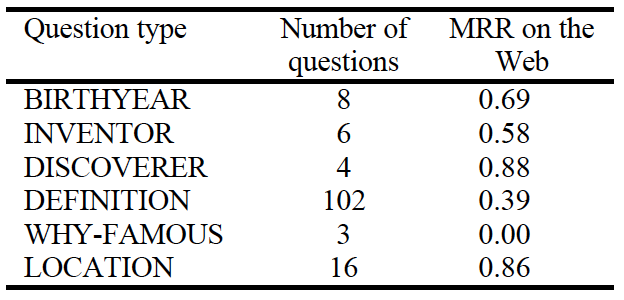 Question type Number of questions MRR on the Web
BIRTHYEAR 8 0.69
INVENTOR 6 0.58
DISCOVERER 4 0.88
DEFINITION 102 0.39
WHY-FAMOUS 3 0.00
LOCATION 16 0.86